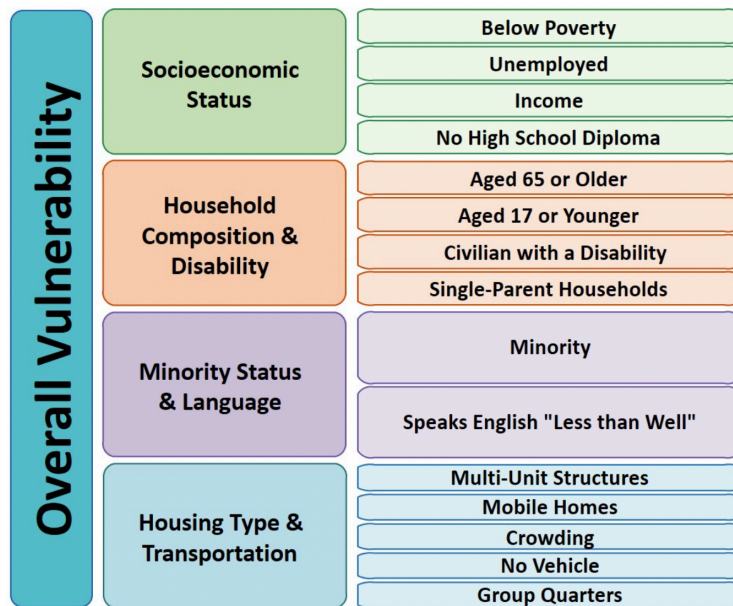 Overall Vulnerability
Socioeconomic
Status
Below Poverty
Unemployed
Income
No High School Diploma
Household
Composition &
Disability
Aged 65 or Older
Aged 17 or Younger
Civilian with a Disability
Single-Parent Households
Minority Status
& Language
Minority
Speaks English "Less than Well"
Housing Type &
Transportation
Multi-Unit Structures
Mobile Homes
Crowding
No Vehicle
Group Quarters